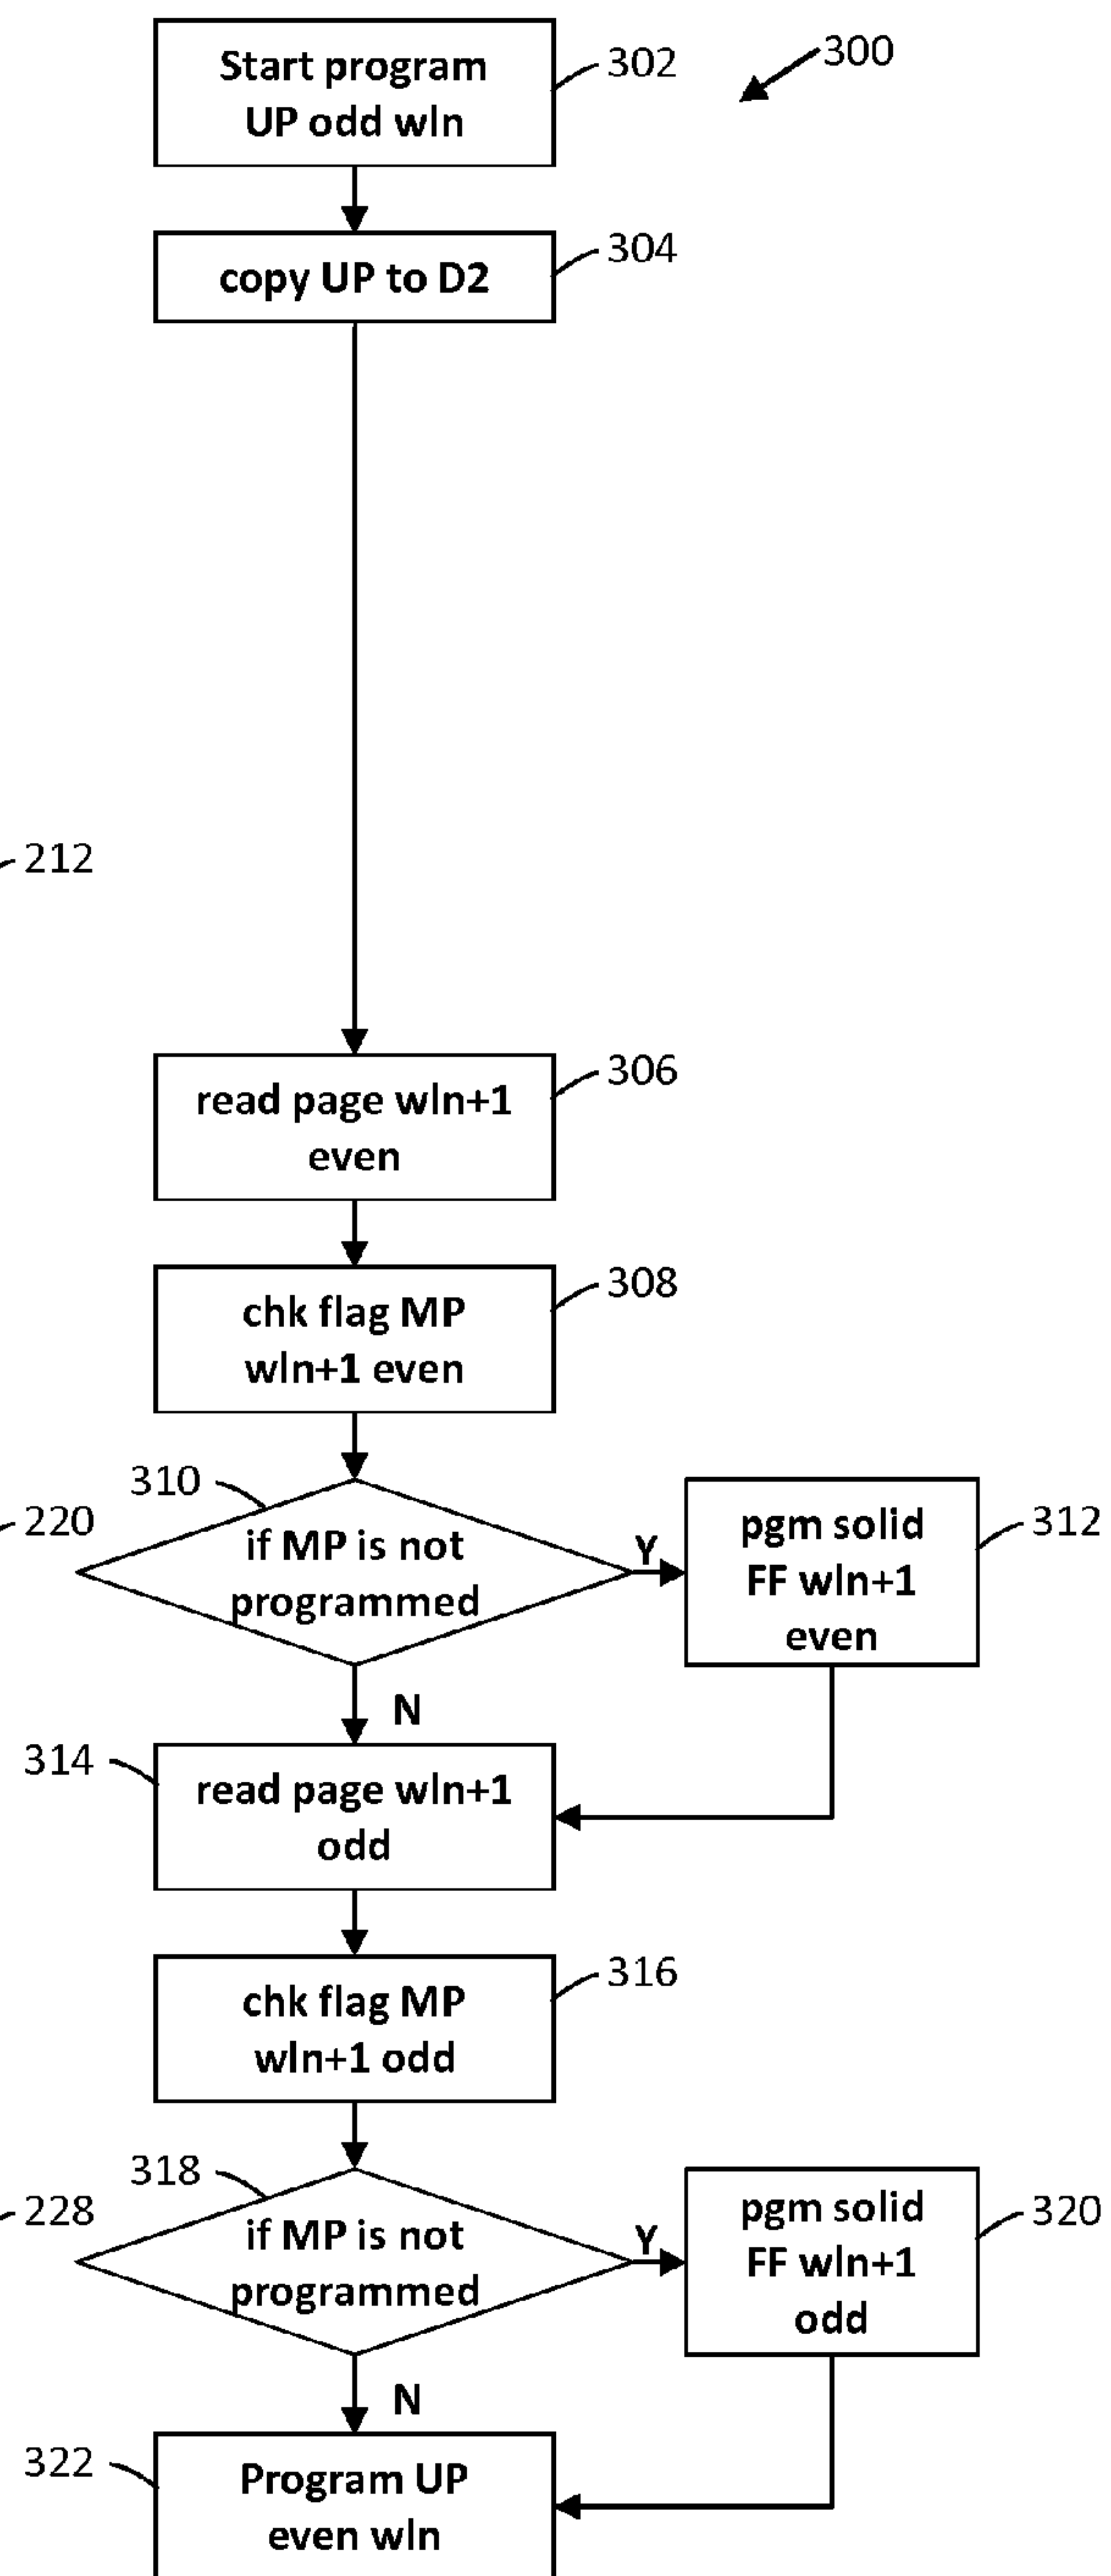 Start program
UP odd wln
302
300
copy UP to D2
304
212
read page wln+1
even
306
chk flag MP
wln+1 even
308
310
220
if MP is not
programmed
Y
pgm solid
FF wln+1
even
312
N
314
read page wln+1
odd
chk flag MP
wln+1 odd
316
318
228
if MP is not
programmed
Y
pgm solid
FF wln+1
odd
320
N
322
Program UP
even wln